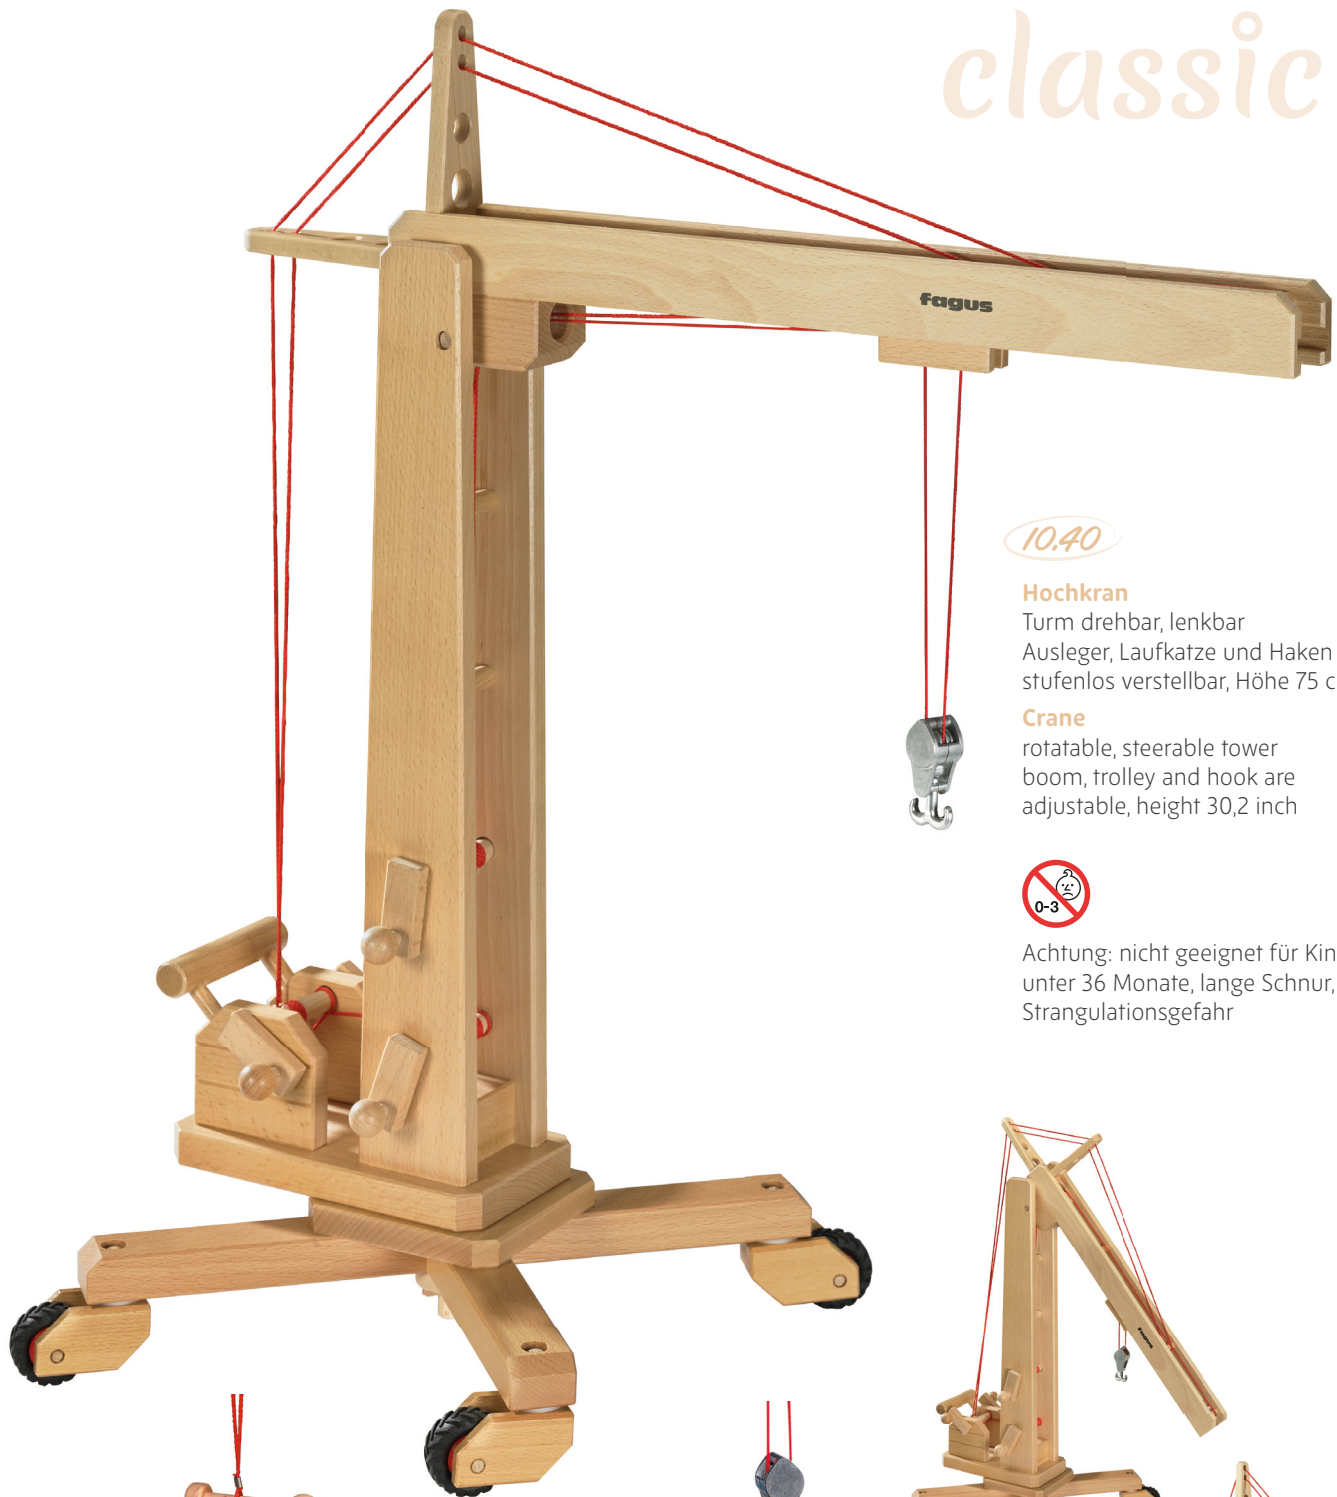 classic
fagus
10.40
Hochkran
Turm drehbar, lenkbar
Ausleger, Laufkatze und Haken
stufenlos verstellbar, Höhe 75 c
Crane
rotatable, steerable tower
boom, trolley and hook are
adjustable, height 30,2 inch
0-3
Achtung: nicht geeignet für Kin
unter 36 Monate, lange Schnur,
Strangulationsgefahr
fagus